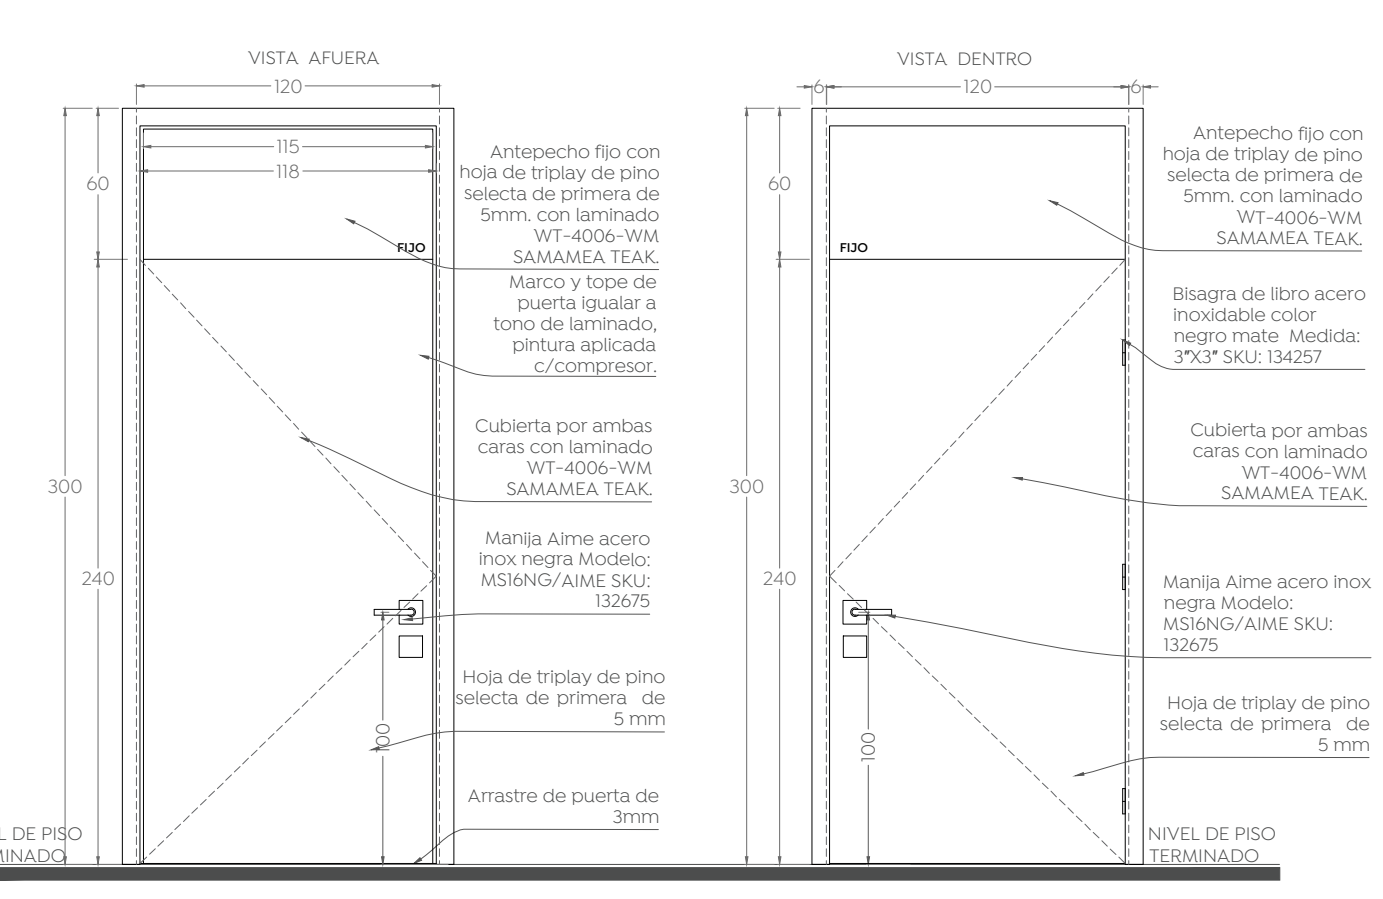 VISTA AFUERA
120
115
118
60
FIJO
300
240
100
Antepecho fijo con
hoja de triplay de pino
selecta de primera de
5mm. con laminado
WT-4006-WM
SAMAMEA TEAK.
Marco y tope de
puerta igualar a
tono de laminado,
pintura aplicada
c/compresor.
Cubierta por ambas
caras con laminado
WT-4006-WM
SAMAMEA TEAK.
Manija Aime acero
inox negra Modelo:
MS16NG/AIME SKU:
132675
Hoja de triplay de pino
selecta de primera de
5 mm
Arrastre de puerta de
3mm
L DE PISO
MINADO
VISTA DENTRO
6
120
6
60
FIJO
300
240
100
Antepecho fijo con
hoja de triplay de pino
selecta de primera de
5mm. con laminado
WT-4006-WM
SAMAMEA TEAK.
Bisagra de libro acero
inoxidable color
negro mate Medida:
3"X3" SKU: 134257
Cubierta por ambas
caras con laminado
WT-4006-WM
SAMAMEA TEAK.
Manija Aime acero inox
negra Modelo:
MS16NG/AIME SKU:
132675
Hoja de triplay de pino
selecta de primera de
5 mm
NIVEL DE PISO
TERMINADO